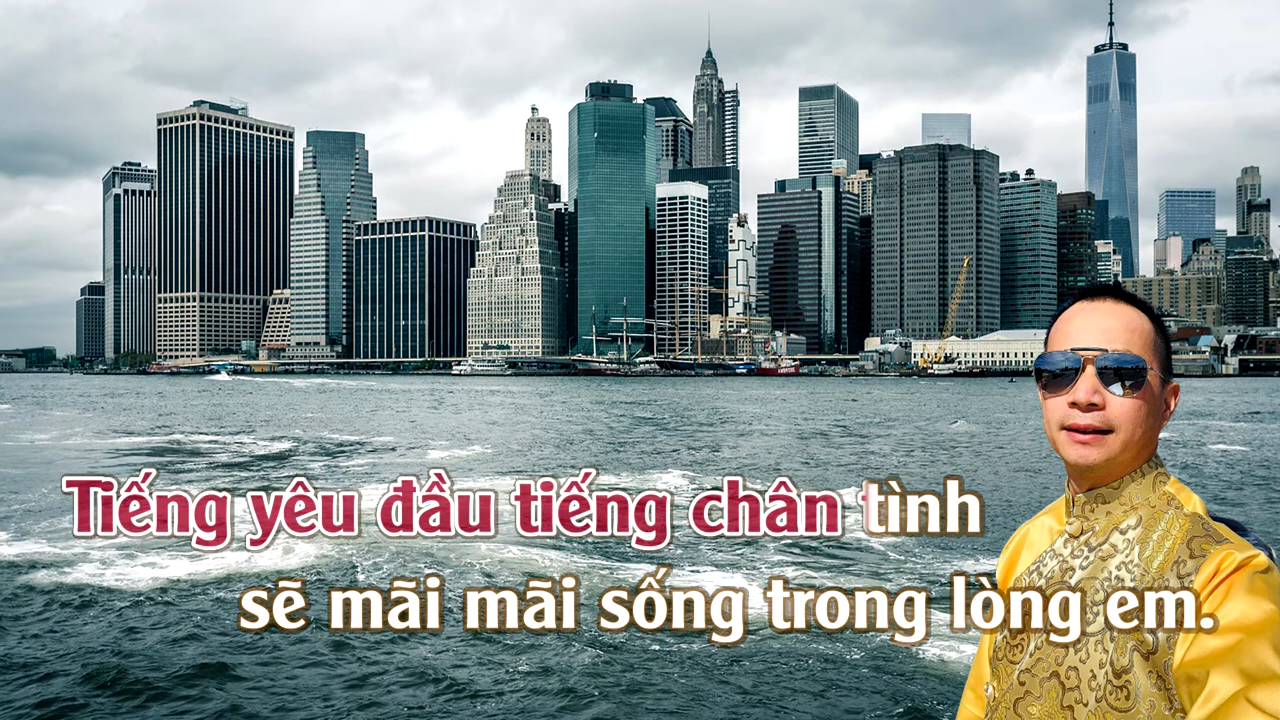 Tiếng yêu đầu tiếng chân tình
sẽ mãi mãi sống trong lòng em.